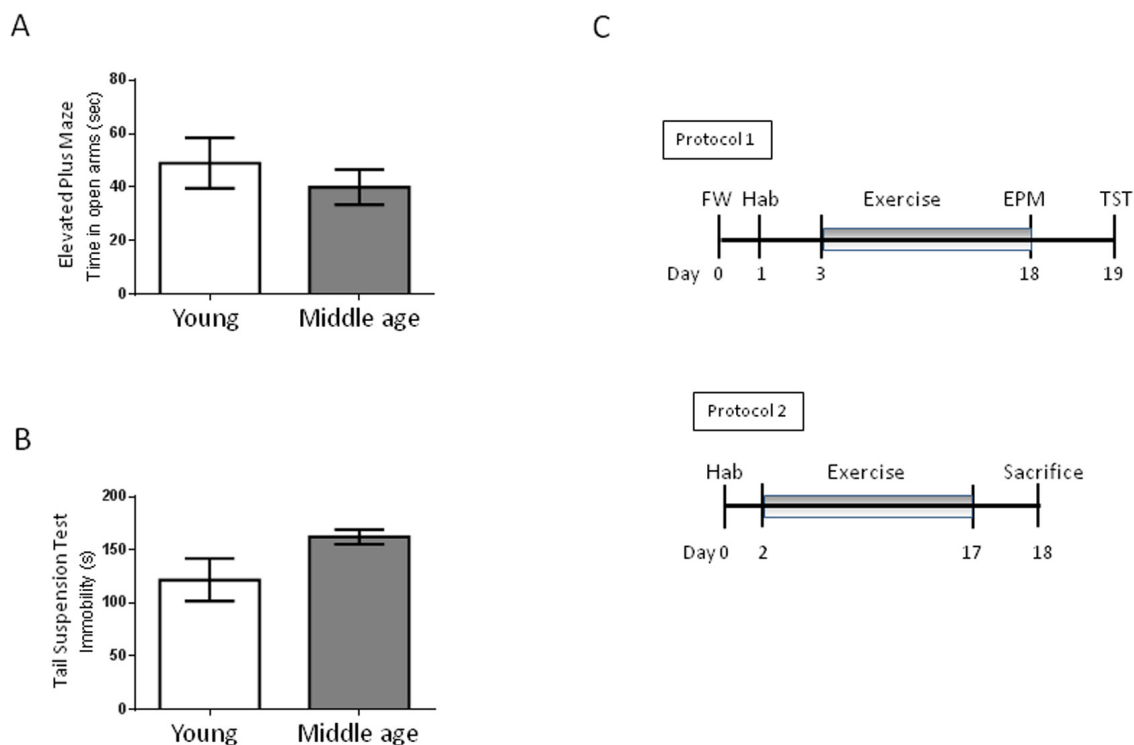 A
Elevated Plus Maze
Time in open arms (sec)
80
60
40
20
0
Young Middle age
B
Tail Suspension Test
Immobility (s)
200
150
100
50
0
Young Middle age
C
Protocol 1
FW Hab Exercise EPM TST
Day 0 1 3 18 19
Protocol 2
Hab Exercise Sacrifice
Day 0 2 17 18